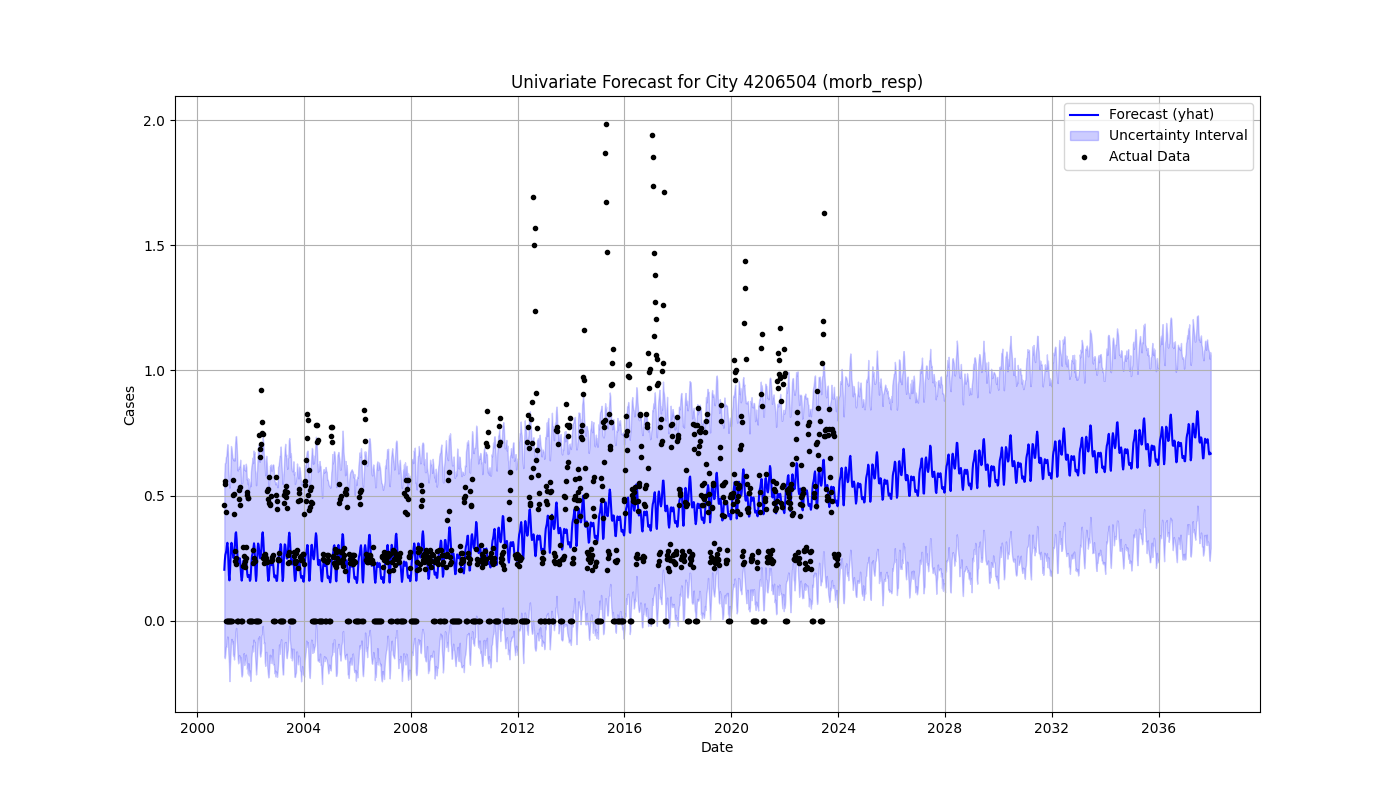 Univariate Forecast for City 4206504 (morb_resp)
Forecast (yhat)
Uncertainty Interval
Actual Data
Cases
2.0
1.5
1.0
0.5
0.0
2000 2004 2008 2012 2016 2020 2024 2028 2032 2036
Date